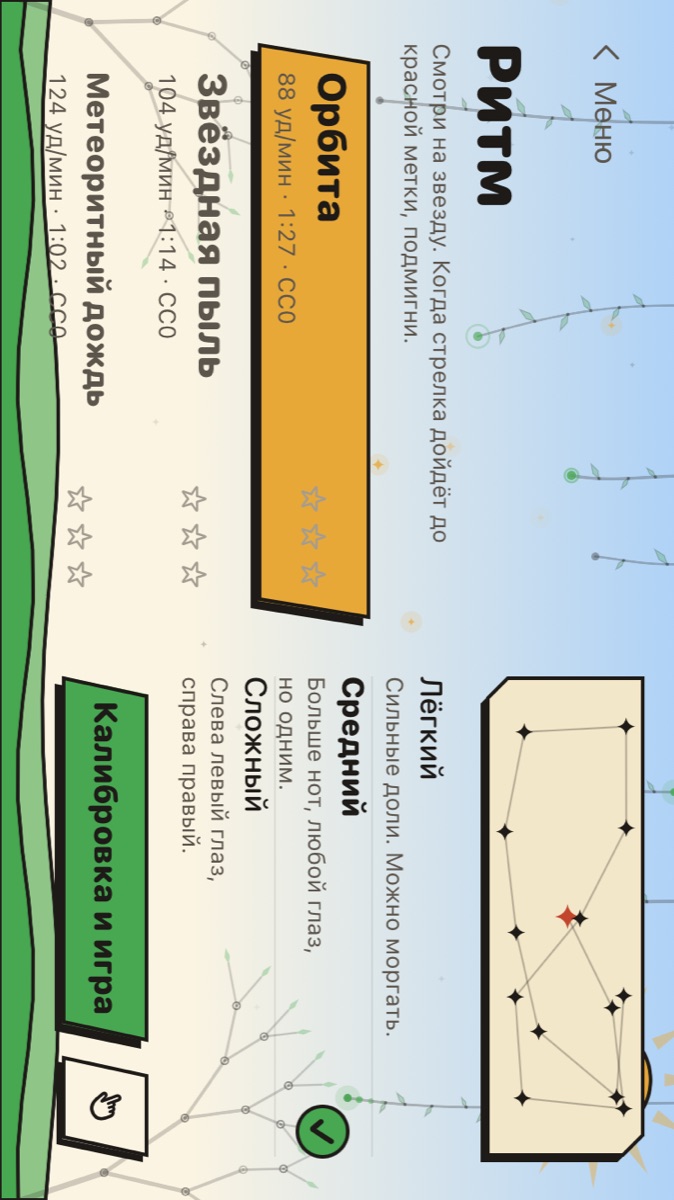 Меню
Ритм
Смотри на звезду. Когда стрелка дойдёт до
красной метки, подмигни.
Орбита
88 уд/мин · 1:27 · CC0
Звёздная пыль
104 уд/мин · 1:14 · CC0
Метеоритный дождь
124 уд/мин · 1:02 · CC0
Лёгкий
Сильные доли. Можно моргать.
Средний
Больше нот, любой глаз,
но одним.
Сложный
Слева левый глаз,
справа правый.
Калибровка и игра